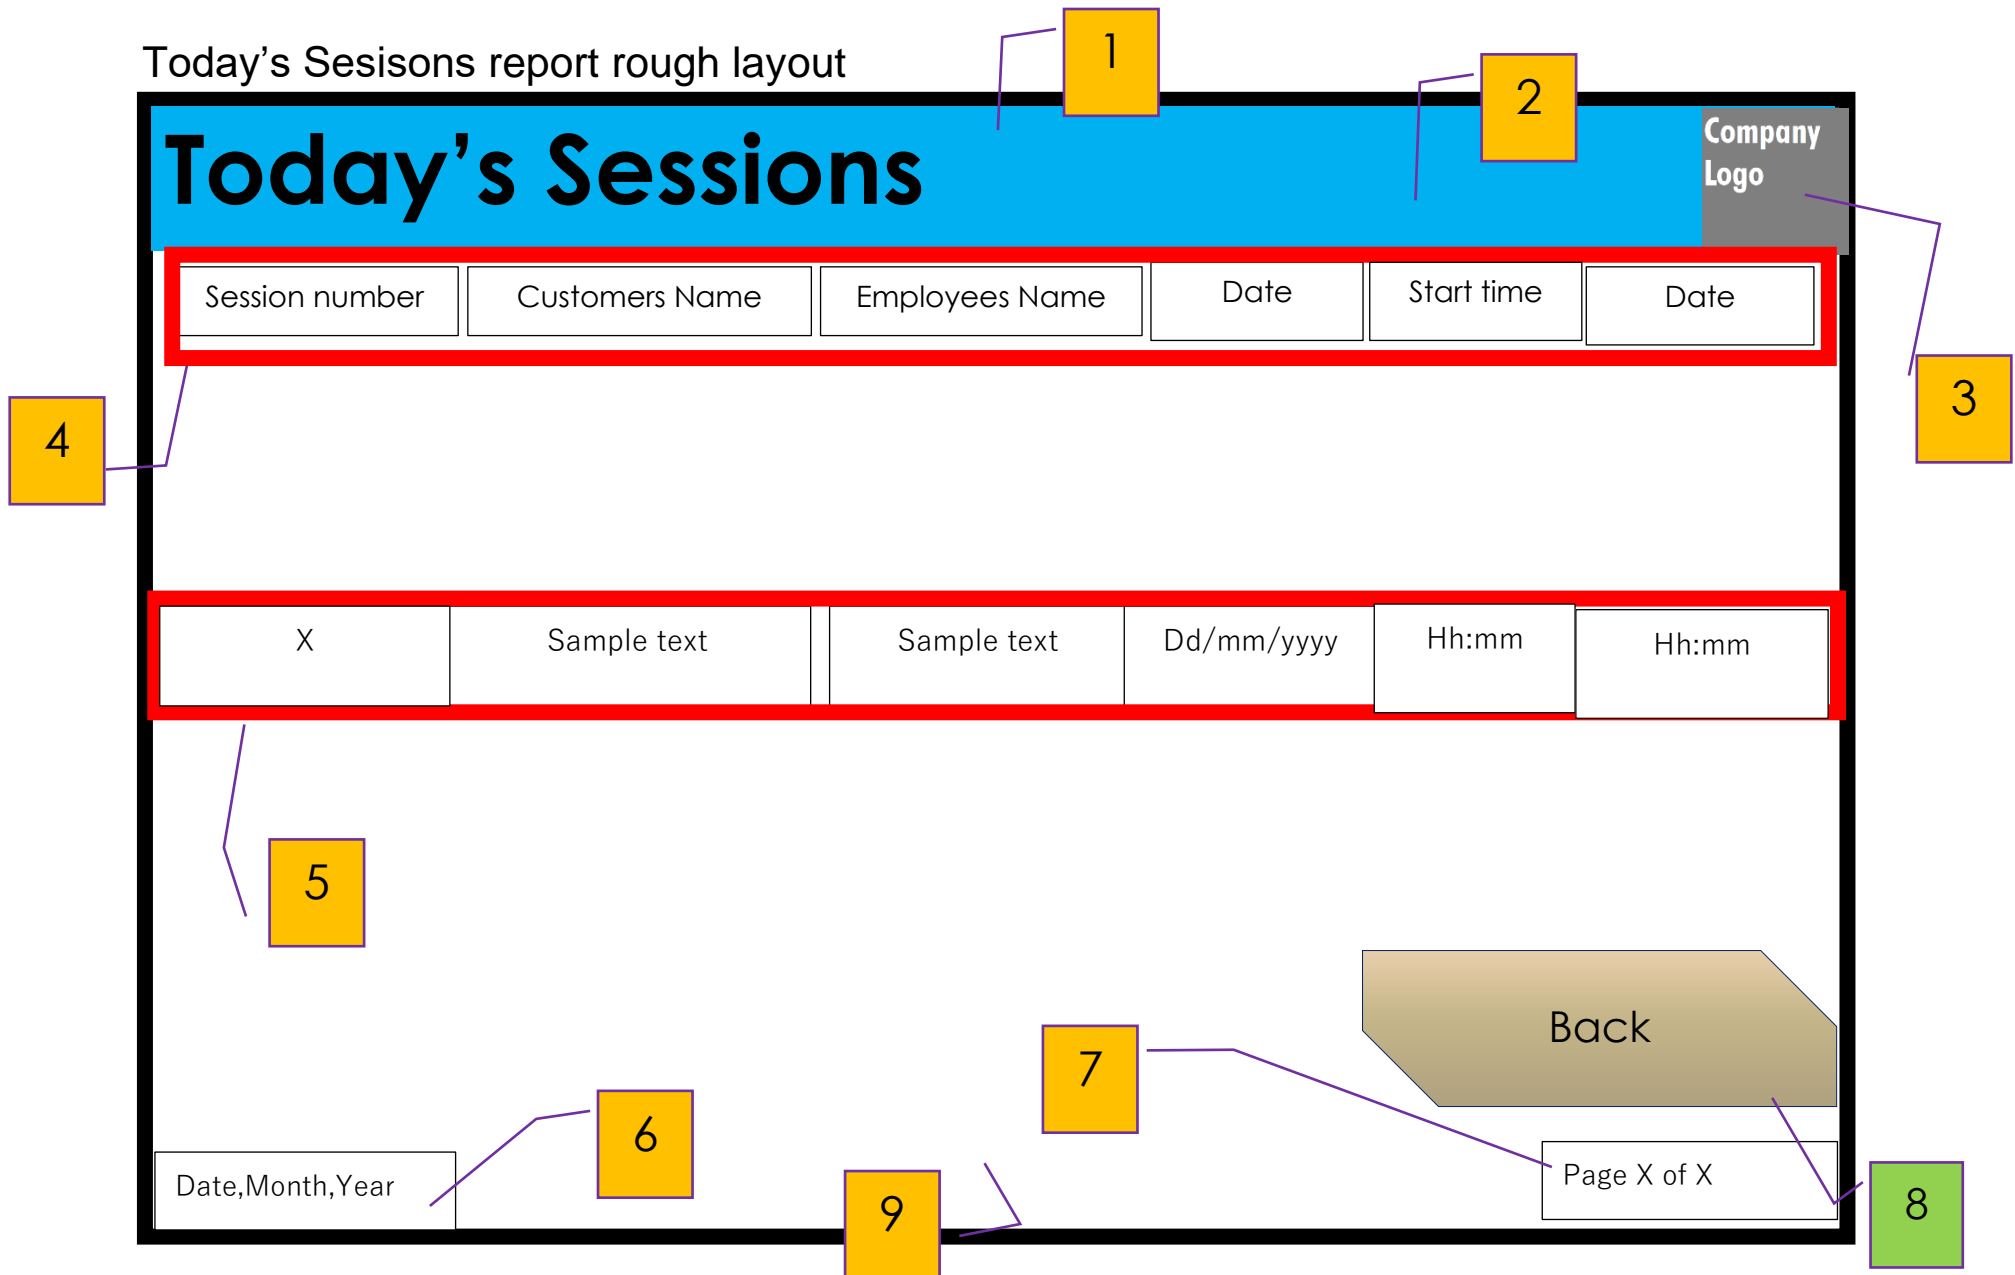 Today’s Sesisons report rough layout
1
2
Today’s Sessions
Company
Logo
Session number
Customers Name
Employees Name
Date
Start time
Date
3
4
X
Sample text
Sample text
Dd/mm/yyyy
Hh:mm
Hh:mm
5
Back
7
6
Date,Month,Year
Page X of X
9
8